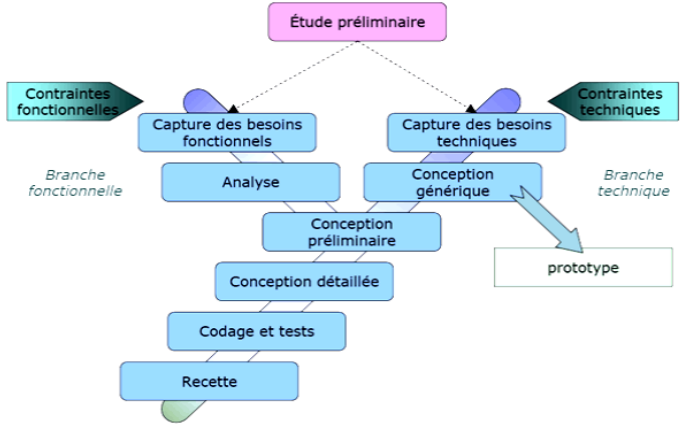 Étude préliminaire
Contraintes
fonctionnelles
Contraintes
techniques
Capture des besoins
fonctionnels
Capture des besoins
techniques
Branche
fonctionnelle
Analyse
Conception
générique
Branche
technique
Conception
préliminaire
prototype
Conception détaillée
Codage et tests
Recette